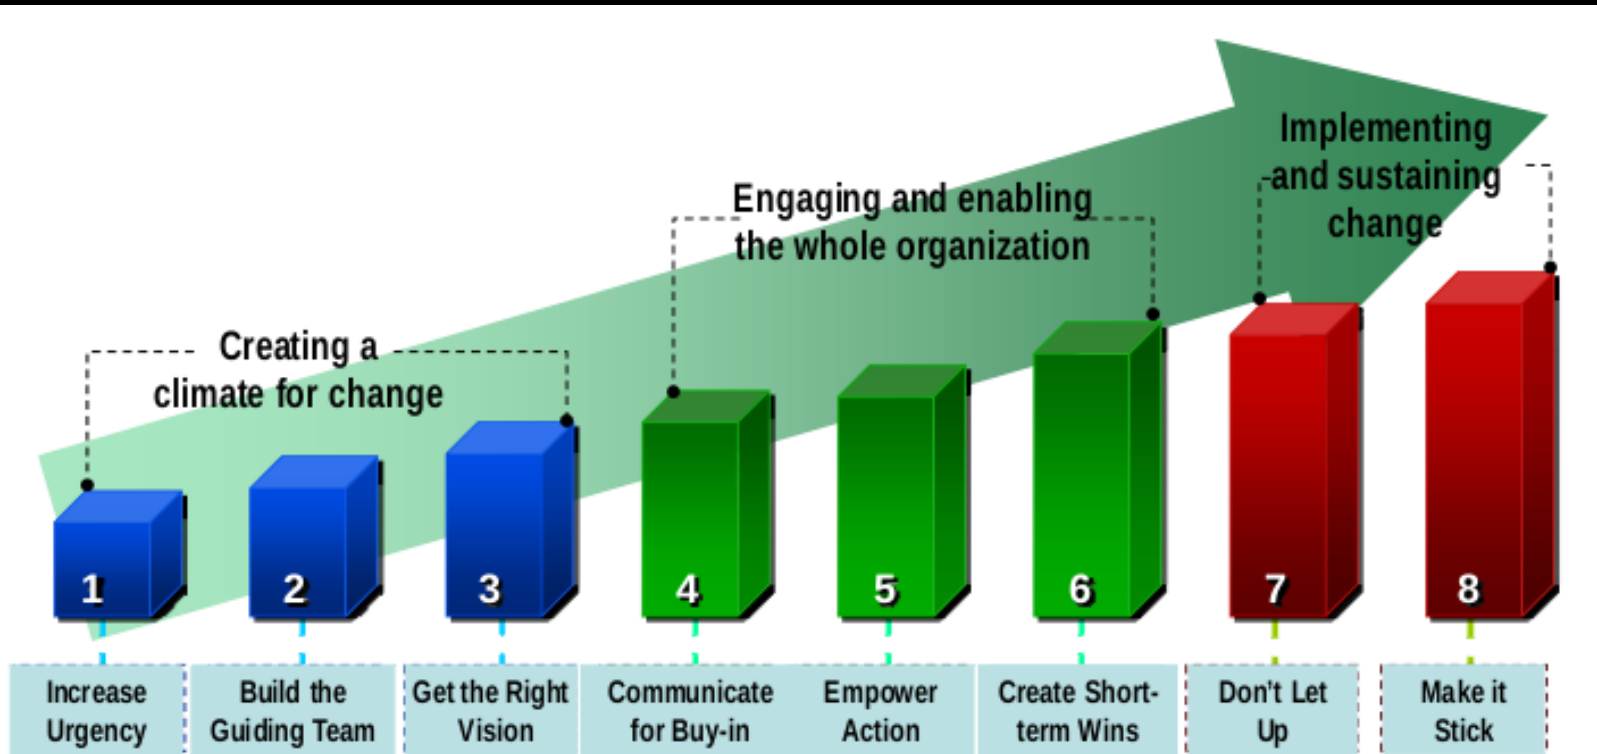 Implementing
and sustaining
change
Engaging and enabling
the whole organization
Creating a
climate for change
1
2
3
4
5
6
7
8
Increase
Urgency
Build the
Guiding Team
Get the Right
Vision
Communicate
for Buy-in
Empower
Action
Create Short-
term Wins
Don't Let
Up
Make it
Stick